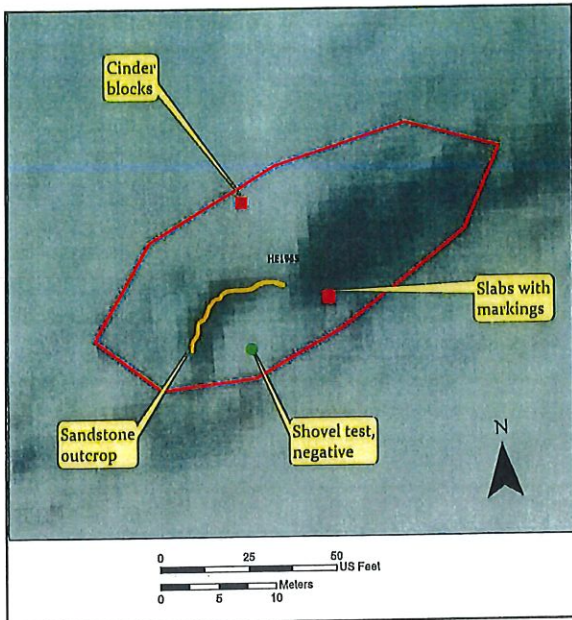 Cinder
blocks
Slabs with
markings
Sandstone
outcrop
Shovel test,
negative
N
0 25 50
US Feet
Meters
0 5 10